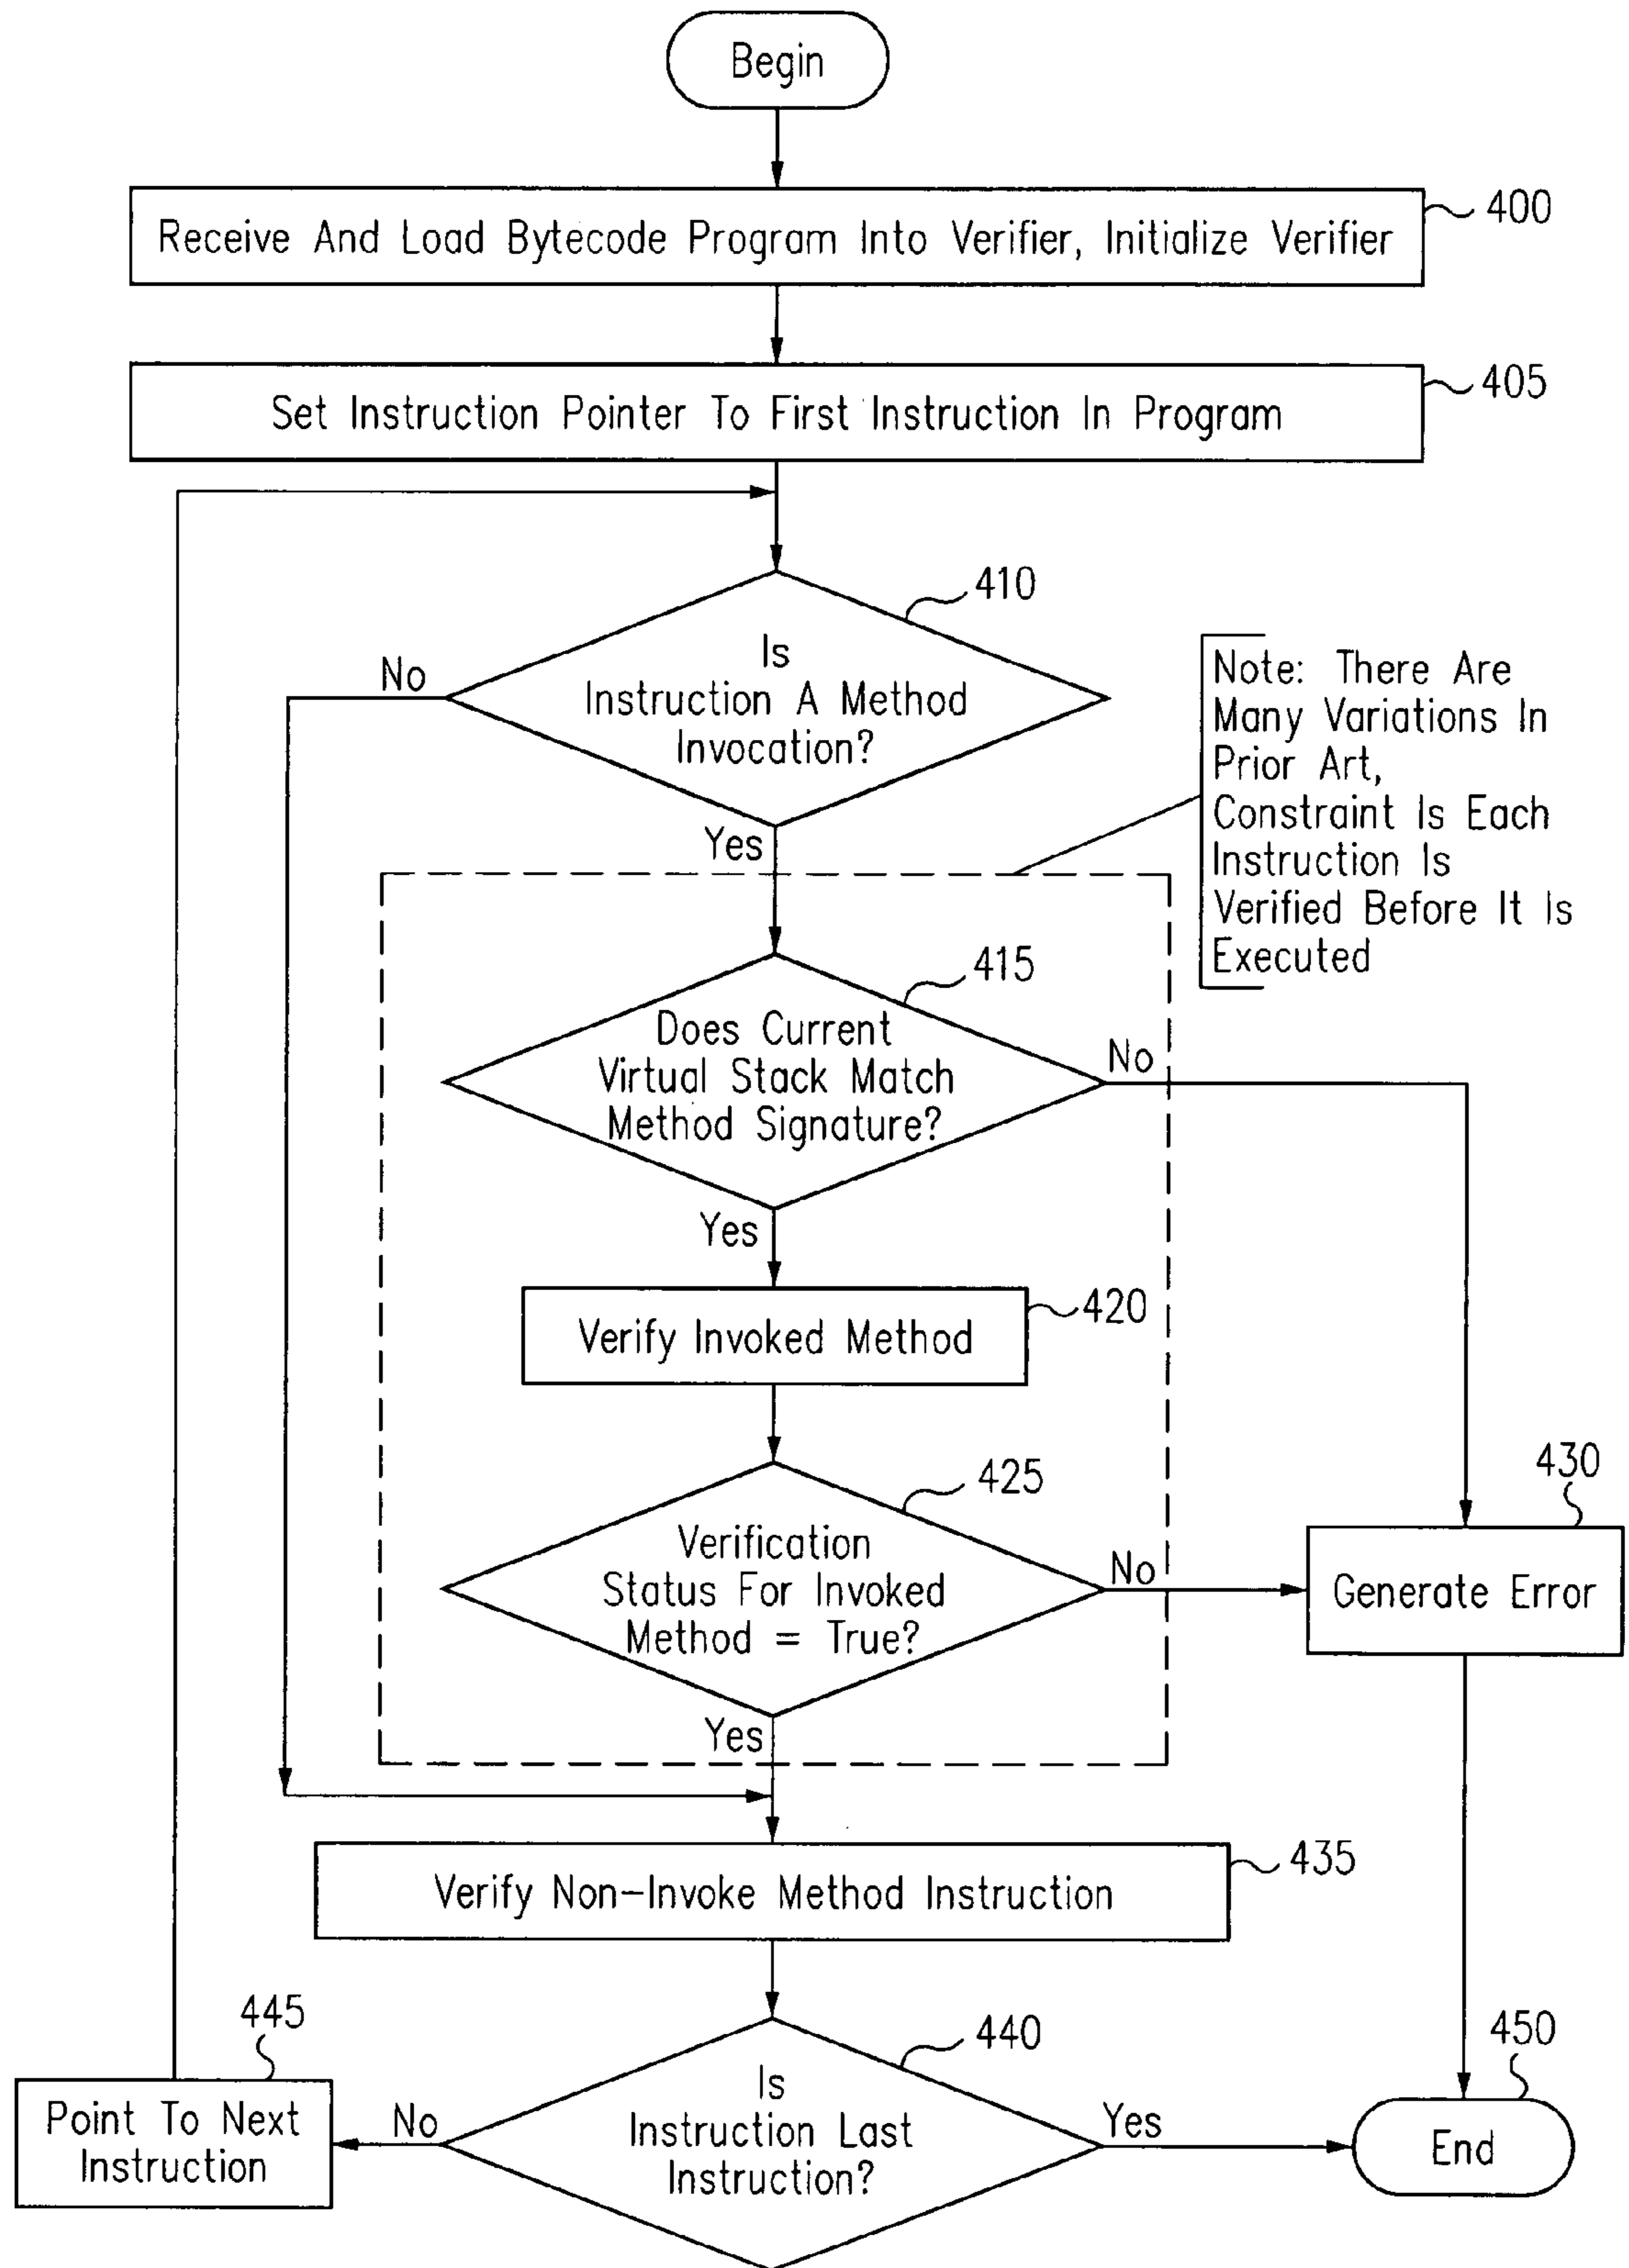 Begin
Receive And Load Bytecode Program Into Verifier, Initialize Verifier
400
Set Instruction Pointer To First Instruction In Program
405
410
Is
Instruction A Method
Invocation?
No
Yes
Note: There Are
Many Variations In
Prior Art,
Constraint Is Each
Instruction Is
Verified Before It Is
Executed
415
Does Current
Virtual Stack Match
Method Signature?
No
Yes
Verify Invoked Method
420
425
Verification
Status For Invoked
Method = True?
No
Yes
430
Generate Error
Verify Non-Invoke Method Instruction
435
440
Is
Instruction Last
Instruction?
No
Yes
445
Point To Next
Instruction
450
End